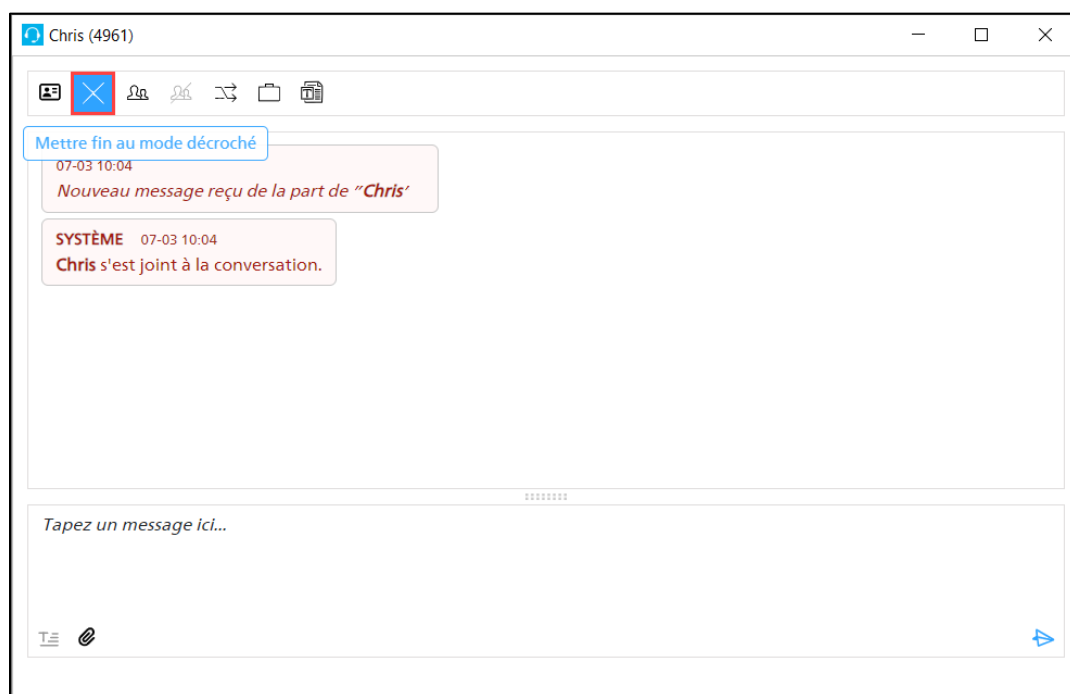 Chris (4961)
Mettre fin au mode décroché
07-03 10:04
Nouveau message reçu de la part de "Chris'
SYSTÈME 07-03 10:04
Chris s'est joint à la conversation.
Tapez un message ici...